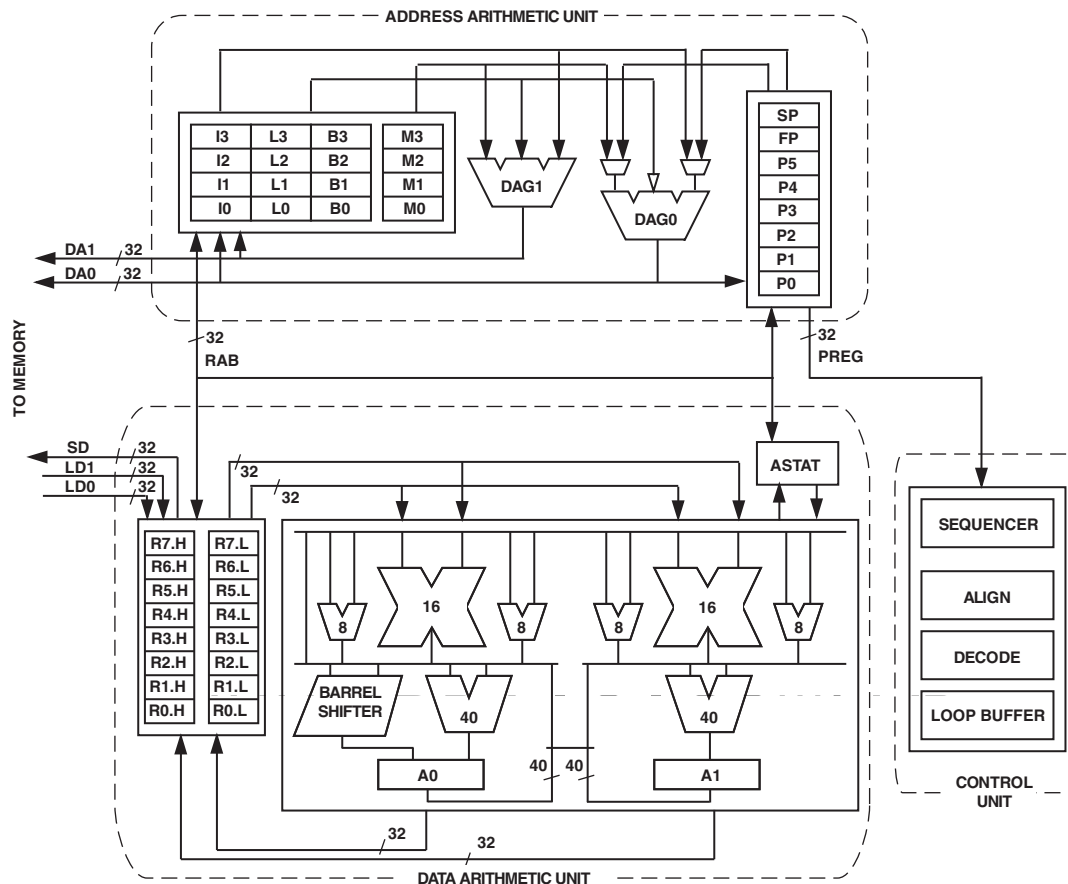 ADDRESS ARITHMETIC UNIT
I3 L3 B3 M3
I2 L2 B2 M2
I1 L1 B1 M1
I0 L0 B0 M0
DAG1
DAG0
SP
FP
P5
P4
P3
P2
P1
P0
DA1 32
DA0 32
TO MEMORY
32
RAB
32
PREG
SD 32
LD1 32
LD0 32
32
32
ASTAT
R7.H R7.L
R6.H R6.L
R5.H R5.L
R4.H R4.L
R3.H R3.L
R2.H R2.L
R1.H R1.L
R0.H R0.L
8 16 8 8 16 8
BARREL
SHIFTER
40
40
A0
40 40
A1
32
32
DATA ARITHMETIC UNIT
SEQUENCER
ALIGN
DECODE
LOOP BUFFER
CONTROL
UNIT